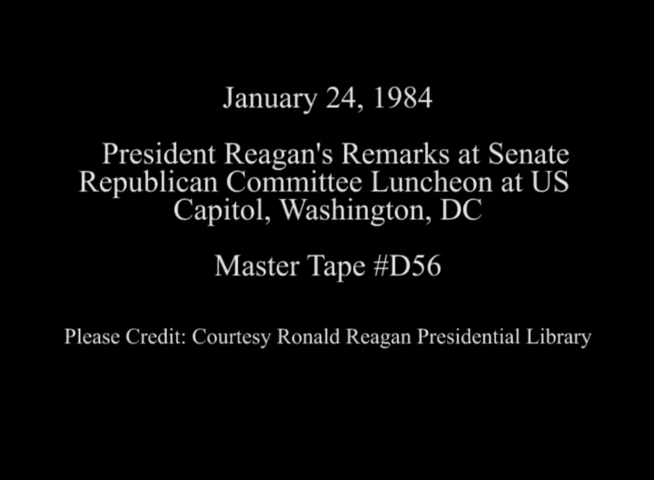 January 24, 1984
President Reagan's Remarks at Senate
Republican Committee Luncheon at US
Capitol, Washington, DC
Master Tape #D56
Please Credit: Courtesy Ronald Reagan Presidential Library